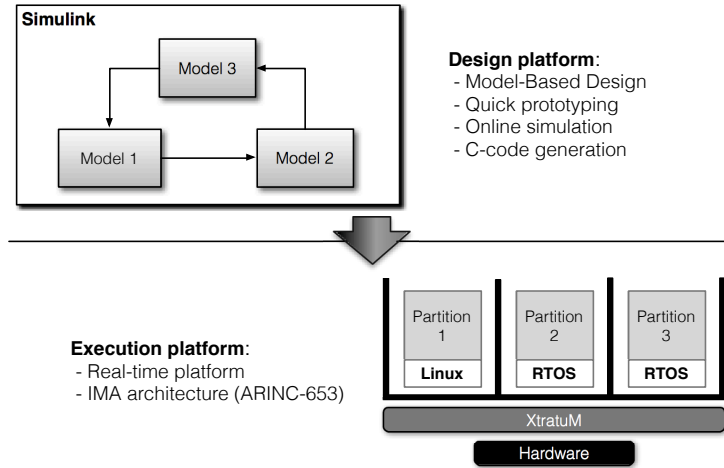 Simulink
Model 3
Model 1
Model 2
Design platform:
- Model-Based Design
- Quick prototyping
- Online simulation
- C-code generation
Execution platform:
- Real-time platform
- IMA architecture (ARINC-653)
Partition
1
Linux
Partition
2
RTOS
Partition
3
RTOS
XtratuM
Hardware